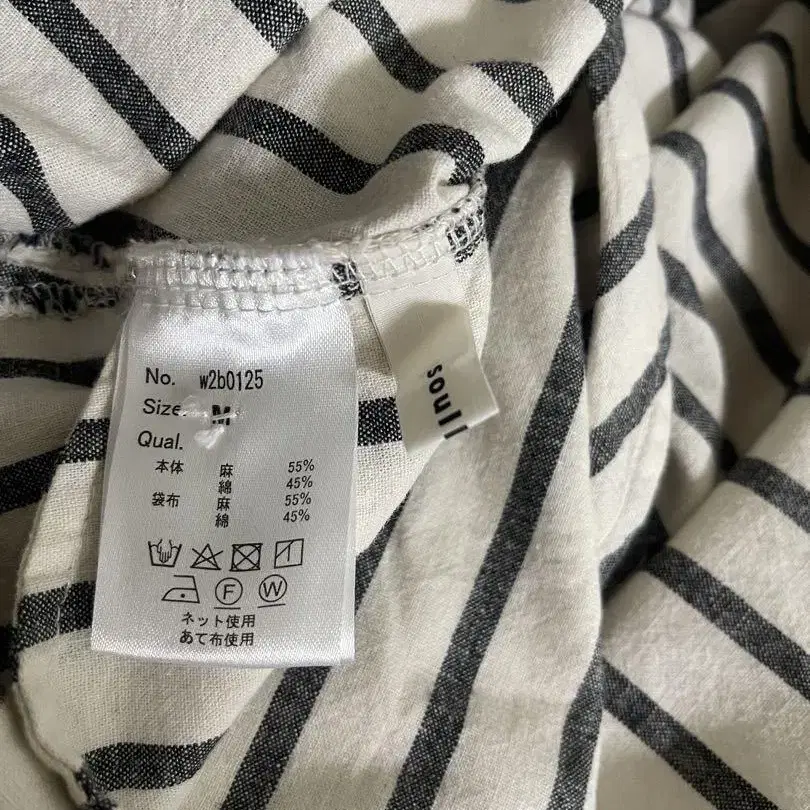 No. w2b0125
Size. M
Qual.
本体 麻 55%
綿 45%
袋布 麻 55%
綿 45%
F W
ネット使用
あて布使用
soull